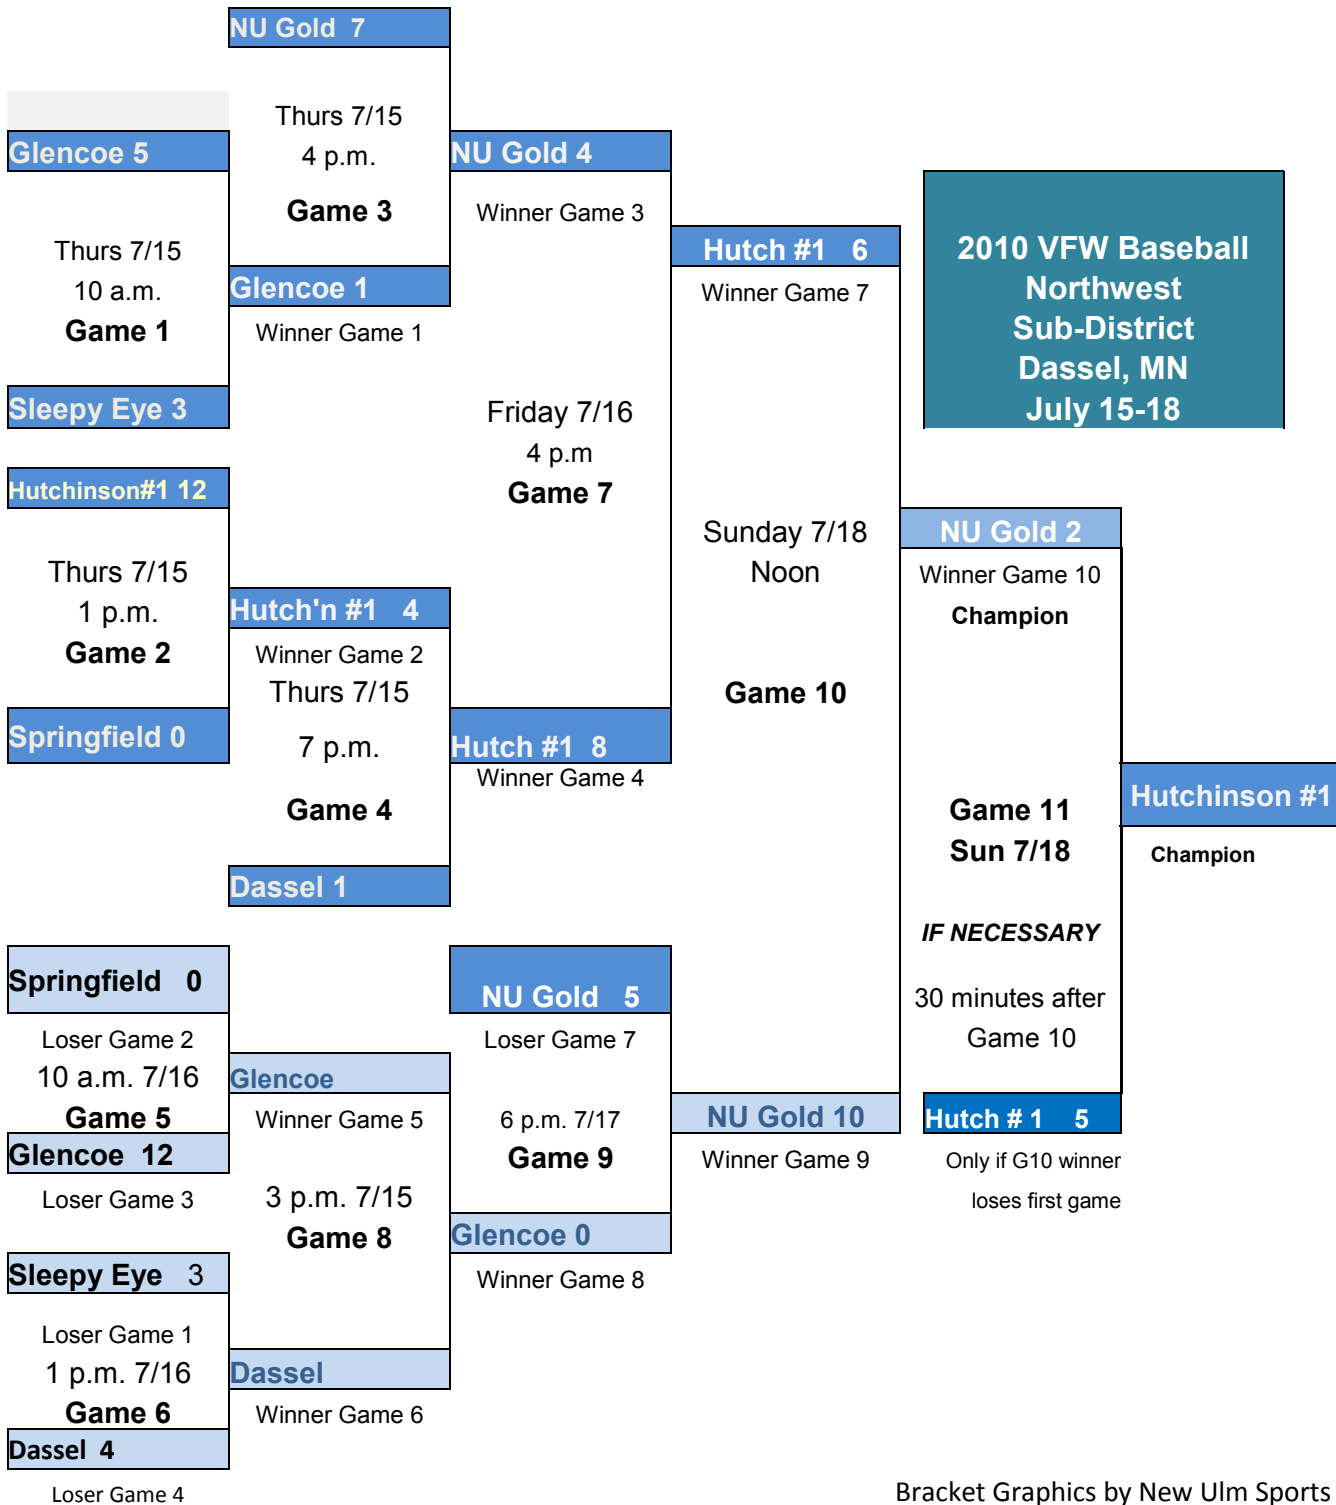 NU Gold 7
Thurs 7/15
4 p.m.
Game 3
Glencoe 1
Winner Game 1
Glencoe 5
Thurs 7/15
10 a.m.
Game 1
Sleepy Eye 3
Hutchinson#1 12
Thurs 7/15
1 p.m.
Game 2
Springfield 0
Hutch'n #1 4
Winner Game 2
Thurs 7/15
7 p.m.
Game 4
Dassel 1
NU Gold 4
Winner Game 3
Friday 7/16
4 p.m
Game 7
Hutch #1 8
Winner Game 4
Hutch #1 6
Winner Game 7
Sunday 7/18
Noon
Game 10
NU Gold 10
Winner Game 9
2010 VFW Baseball
Northwest
Sub-District
Dassel, MN
July 15-18
NU Gold 2
Winner Game 10
Champion
Game 11
Sun 7/18
IF NECESSARY
30 minutes after
Game 10
Hutch # 1 5
Only if G10 winner
loses first game
Hutchinson #1
Champion
Springfield 0
Loser Game 2
10 a.m. 7/16
Game 5
Glencoe 12
Loser Game 3
Sleepy Eye 3
Loser Game 1
1 p.m. 7/16
Game 6
Dassel 4
Loser Game 4
Glencoe
Winner Game 5
3 p.m. 7/15
Game 8
Dassel
Winner Game 6
NU Gold 5
Loser Game 7
6 p.m. 7/17
Game 9
Glencoe 0
Winner Game 8
Bracket Graphics by New Ulm Sports